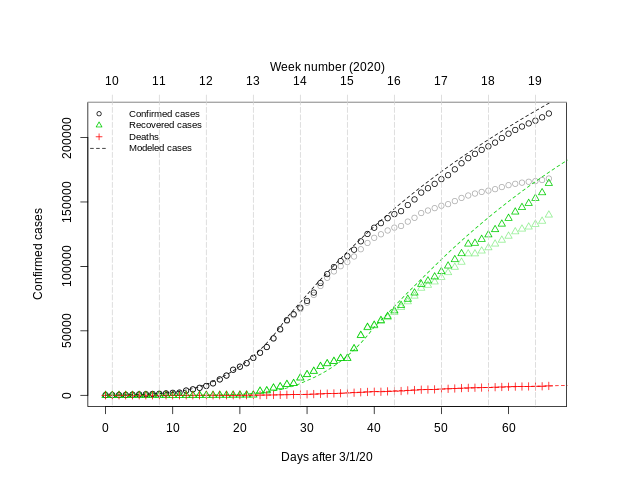 Week number (2020)
10 11 12 13 14 15 16 17 18 19
Confirmed cases
Recovered cases
Deaths
Modeled cases
Confirmed cases
200000
150000
100000
50000
0
0 10 20 30 40 50 60
Days after 3/1/20